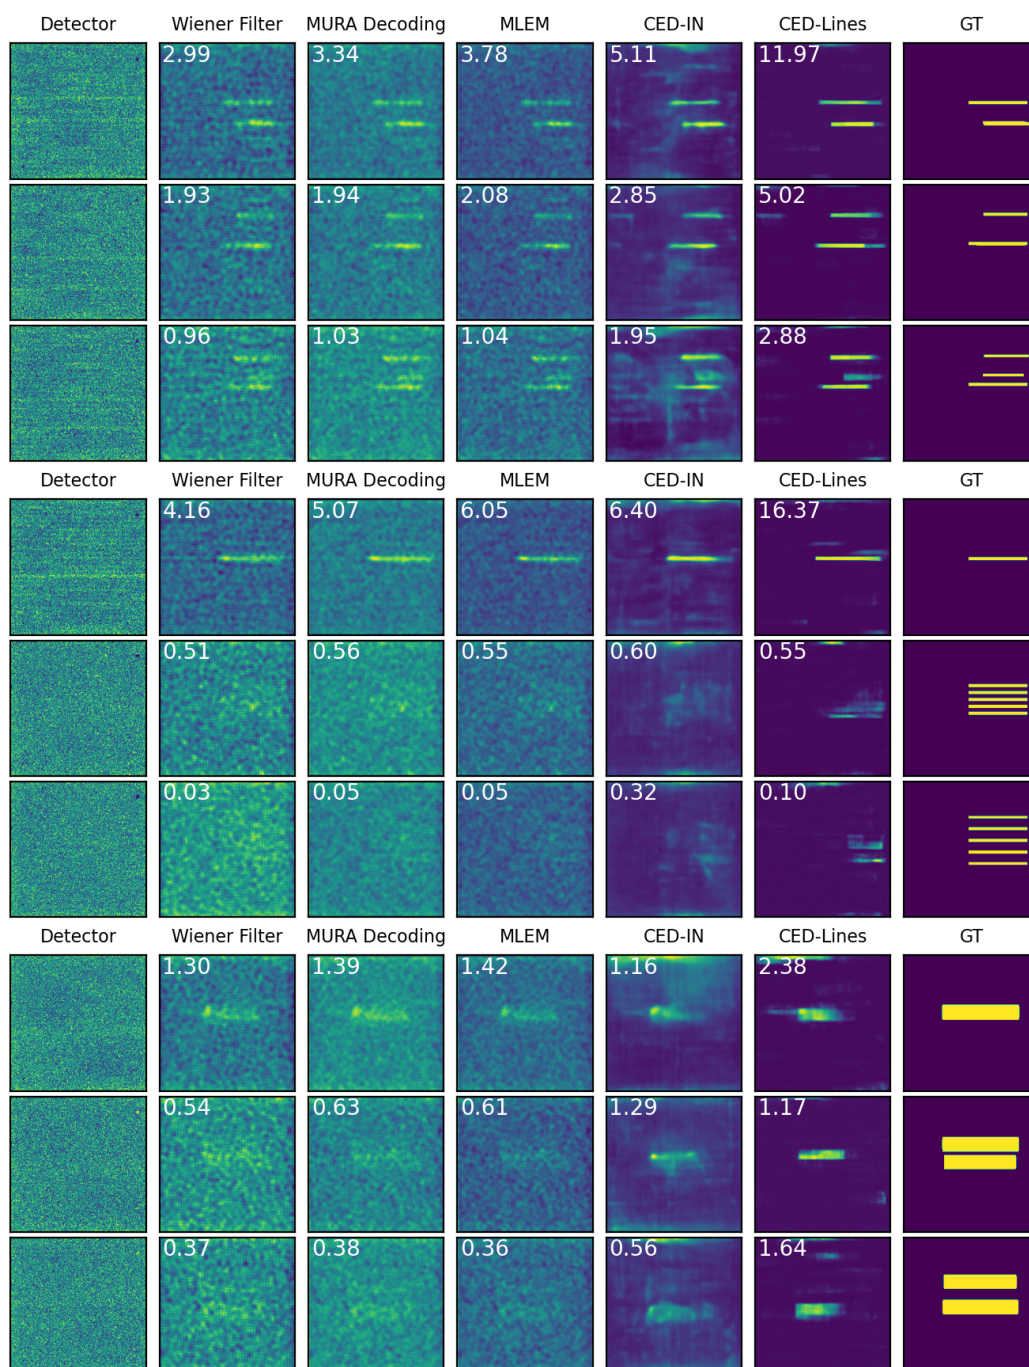 Detector Wiener Filter MURA Decoding MLEM CED-IN CED-Lines GT
2.99 3.34 3.78 5.11 11.97
1.93 1.94 2.08 2.85 5.02
0.96 1.03 1.04 1.95 2.88
Detector Wiener Filter MURA Decoding MLEM CED-IN CED-Lines GT
4.16 5.07 6.05 6.40 16.37
0.51 0.56 0.55 0.60 0.55
0.03 0.05 0.05 0.32 0.10
Detector Wiener Filter MURA Decoding MLEM CED-IN CED-Lines GT
1.30 1.39 1.42 1.16 2.38
0.54 0.63 0.61 1.29 1.17
0.37 0.38 0.36 0.56 1.64